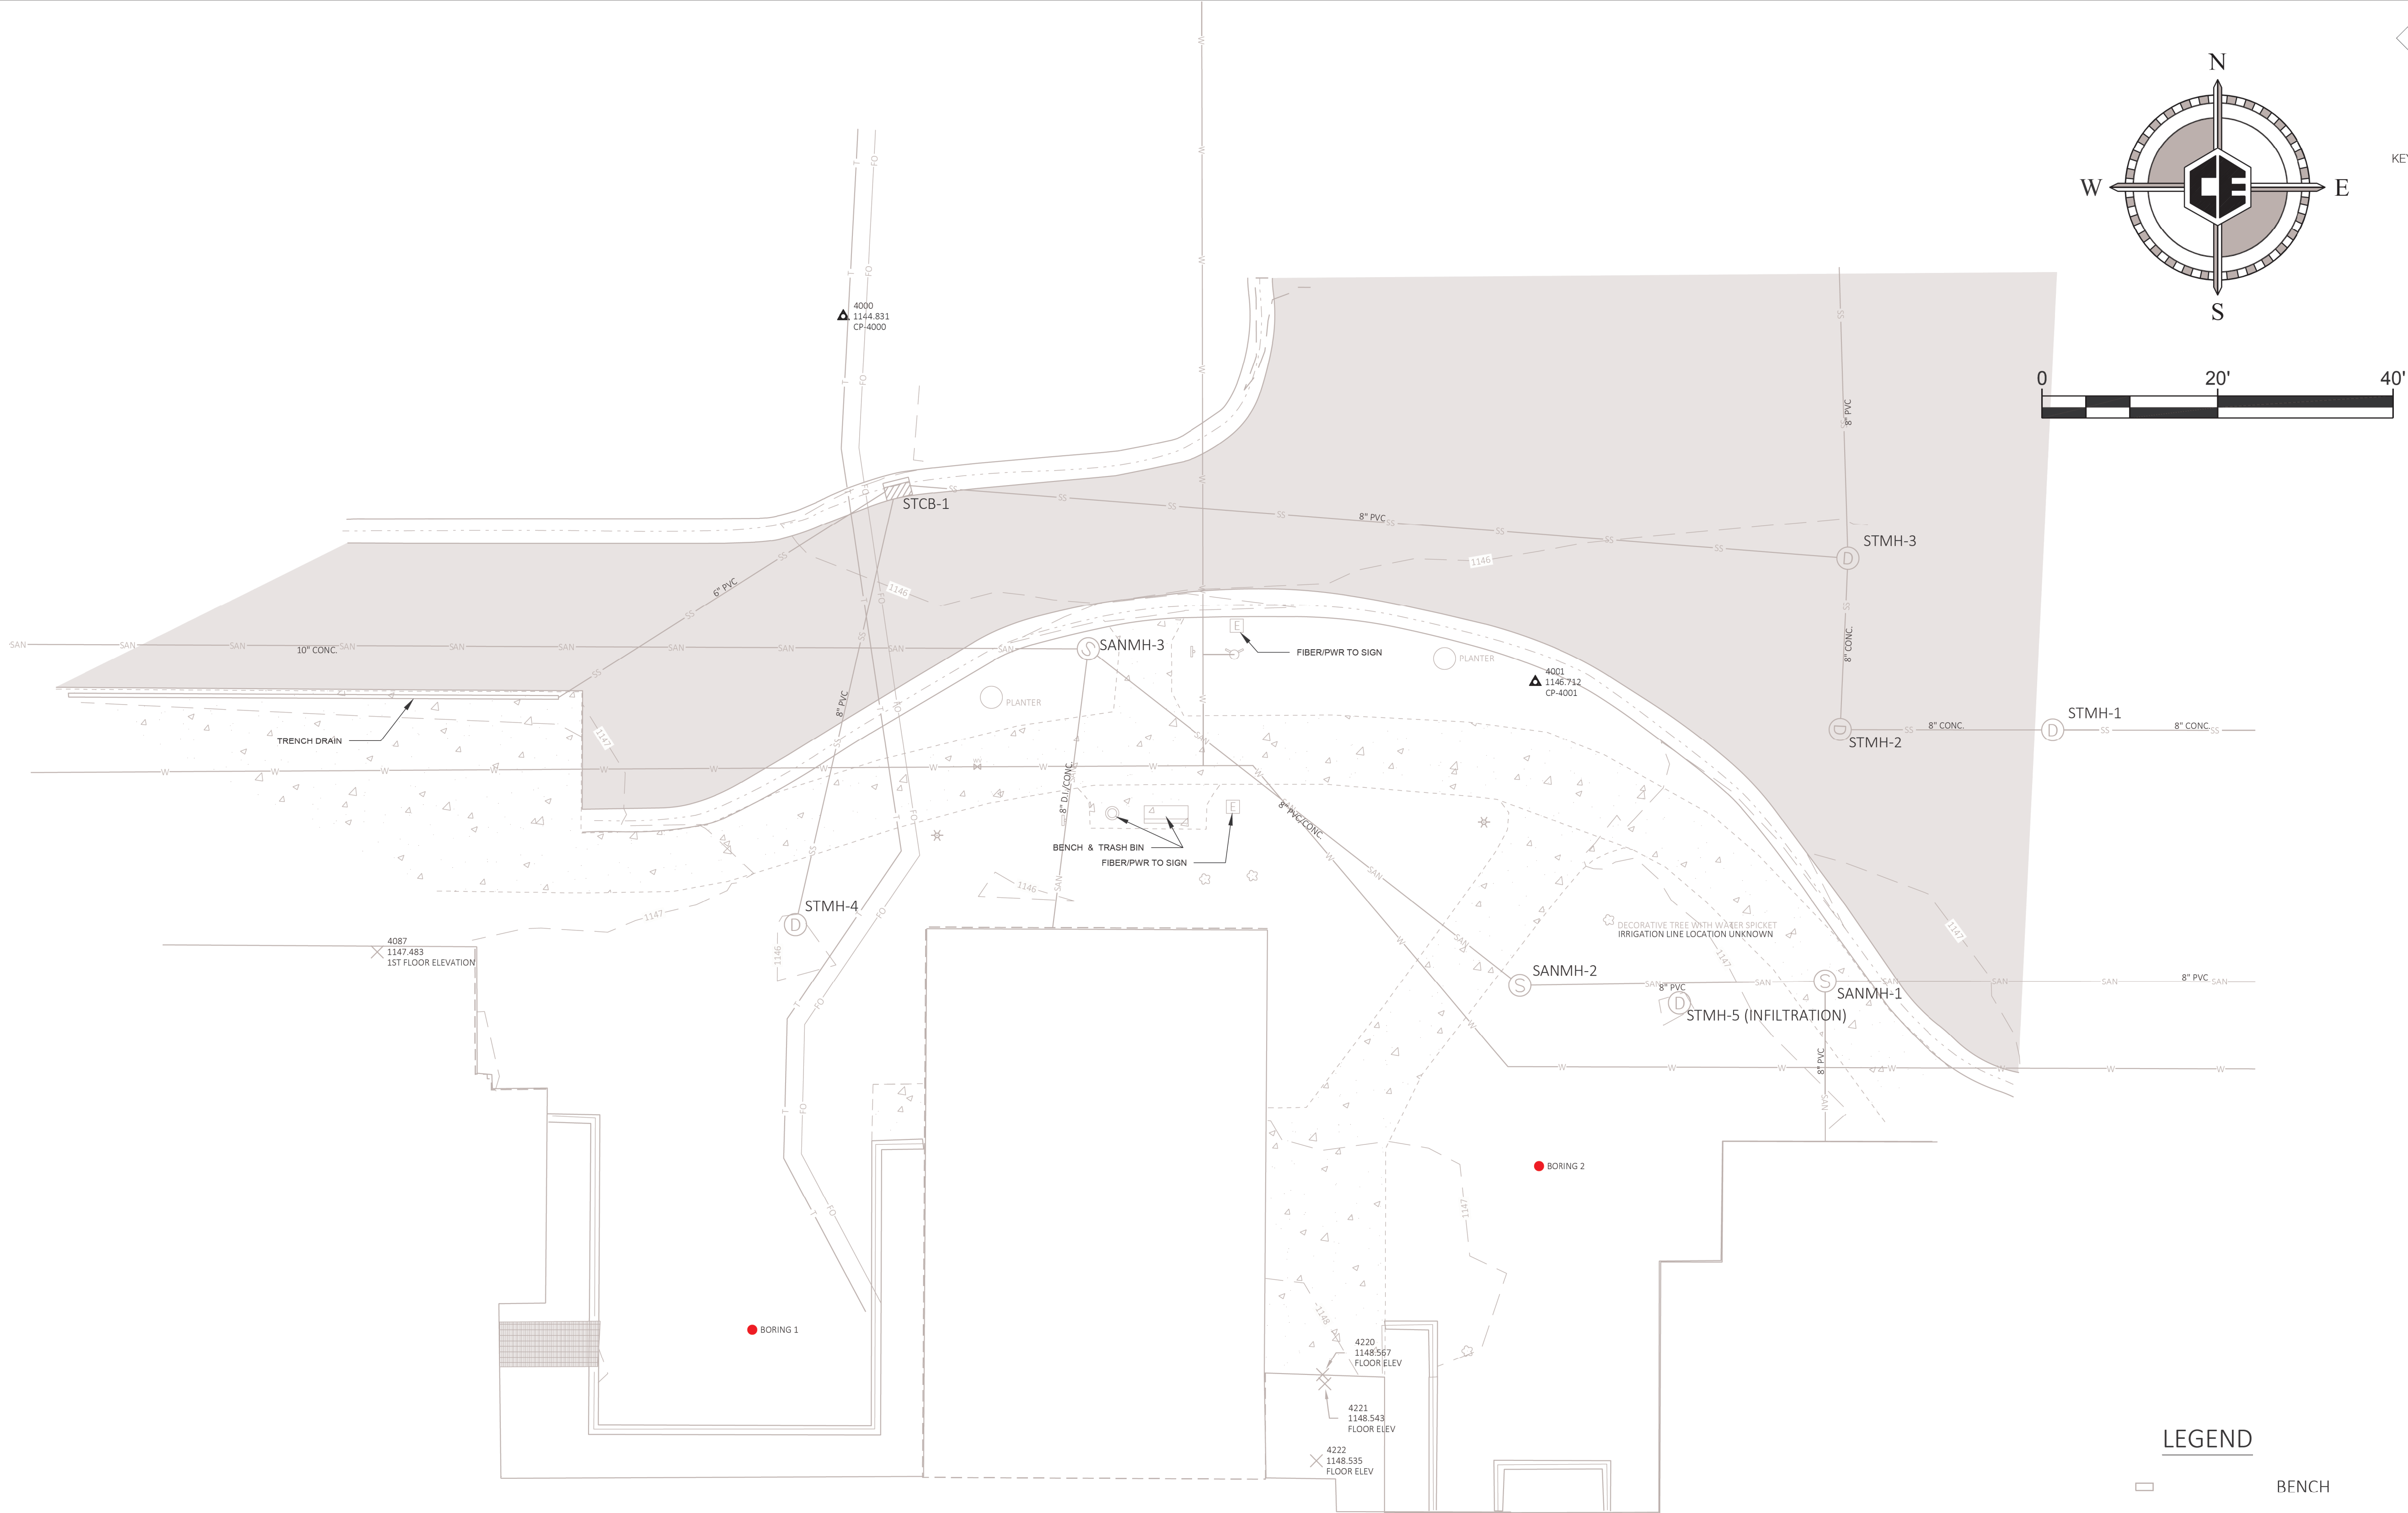 N
W
E
S
CE
KEY
0
20'
40'
4000
1144.831
CP-4000
STCB-1
8" PVC
8" PVC
STMH-3
1146
1146
6" PVC
8" CONC.
10" CONC.
SANMH-3
FIBER/PWR TO SIGN
PLANTER
4001
1146.712
CP-4001
PLANTER
8" PVC
TRENCH DRAIN
1147
STMH-1
8" CONC.
8" CONC.
STMH-2
8" D.I./CONC.
8" PVC/CONC.
BENCH & TRASH BIN
FIBER/PWR TO SIGN
1146
1147
STMH-4
1146
4087
1147.483
1ST FLOOR ELEVATION
DECORATIVE TREE WITH WATER SPICKET
IRRIGATION LINE LOCATION UNKNOWN
1147
1147
SANMH-2
8" PVC
SANMH-1
8" PVC
STMH-5 (INFILTRATION)
8" PVC
BORING 2
1147
BORING 1
1148
4220
1148.567
FLOOR ELEV
4221
1148.543
FLOOR ELEV
4222
1148.535
FLOOR ELEV
LEGEND
BENCH